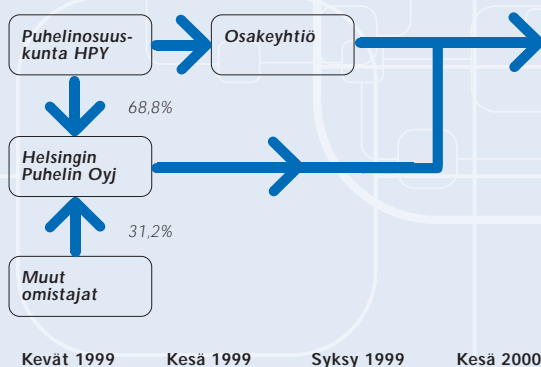 Puhelinosuus-
kunta HPY
Osakeyhtiö
68,8%
Helsingin
Puhelin Oyj
31,2%
Muut
omistajat
Kevät 1999 Kesä 1999 Syksy 1999 Kesä 2000